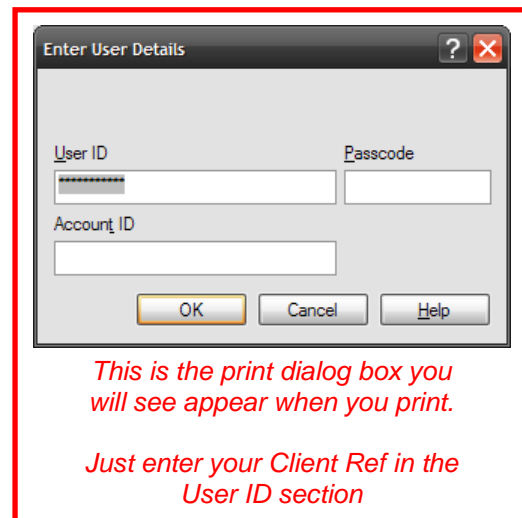 Enter User Details
User ID Passcode
***********
Account ID
OK Cancel Help
This is the print dialog box you
will see appear when you print.
Just enter your Client Ref in the
User ID section